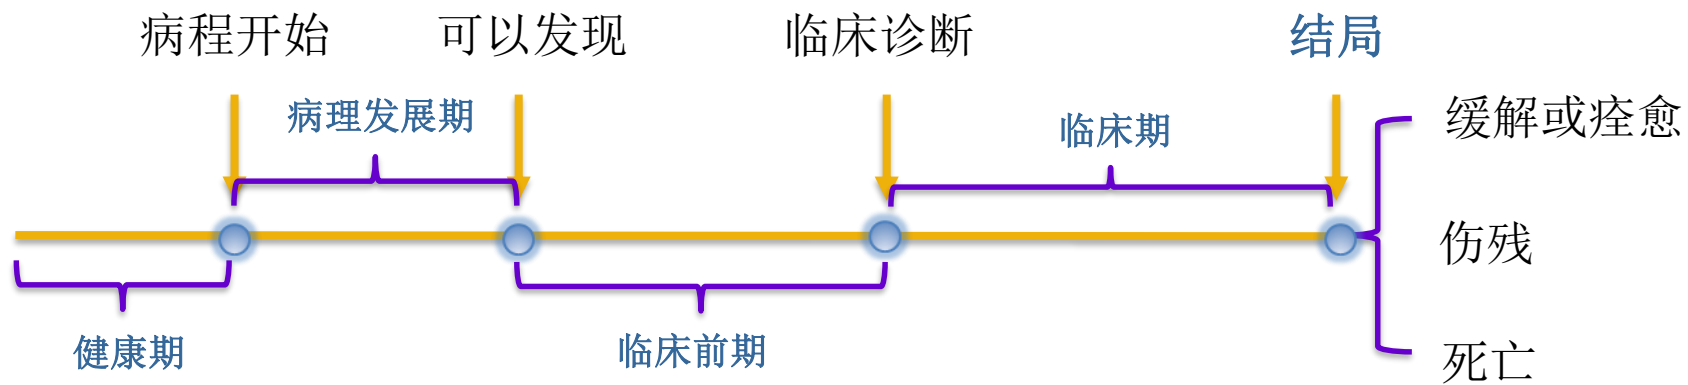 病程开始
可以发现
临床诊断
结局
病理发展期
临床期
缓解或痊愈
伤残
健康期
临床前期
死亡